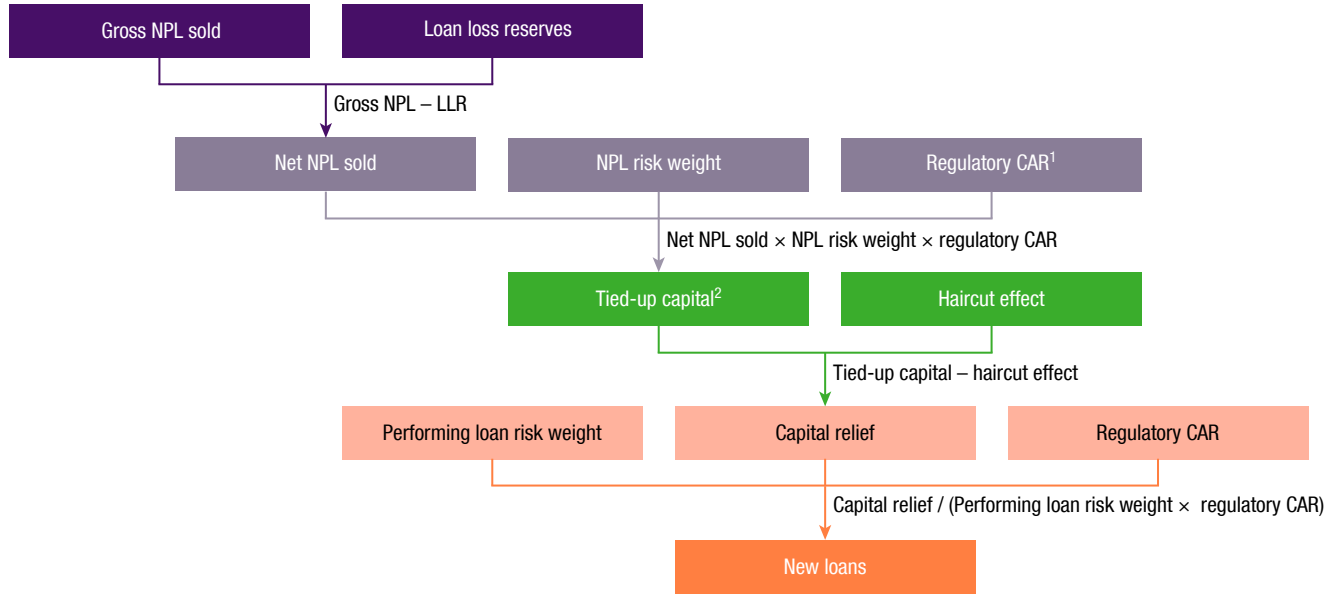 Gross NPL sold
Loan loss reserves
Gross NPL – LLR
Net NPL sold
NPL risk weight
Regulatory CAR¹
Net NPL sold × NPL risk weight × regulatory CAR
Tied-up capital²
Haircut effect
Tied-up capital – haircut effect
Performing loan risk weight
Capital relief
Regulatory CAR
Capital relief / (Performing loan risk weight × regulatory CAR)
New loans